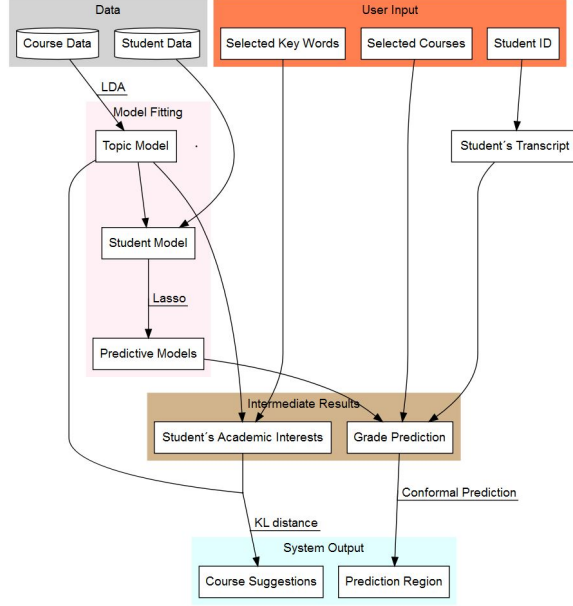 Data
User Input
Course Data
Student Data
Selected Key Words
Selected Courses
Student ID
LDA
Model Fitting
Topic Model
Student´s Transcript
Student Model
Lasso
Predictive Models
Intermediate Results
Student´s Academic Interests
Grade Prediction
Conformal Prediction
KL distance
System Output
Course Suggestions
Prediction Region